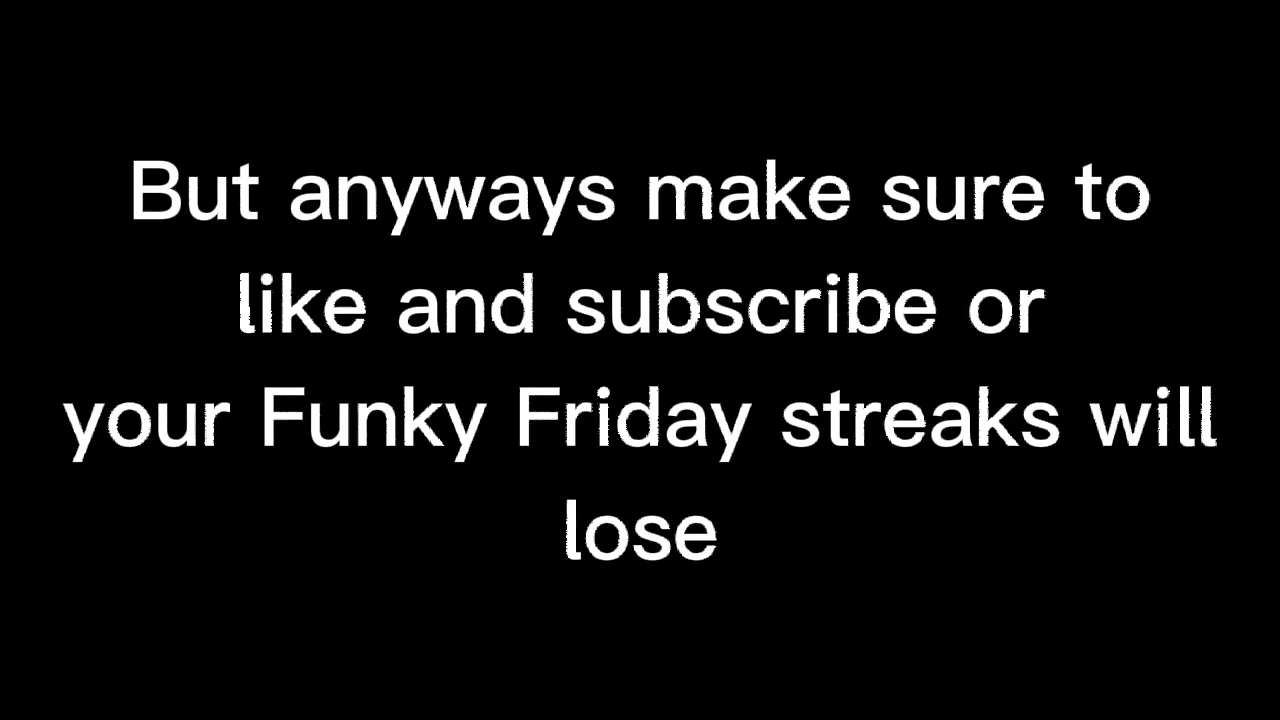 But anyways make sure to
like and subscribe or
your Funky Friday streaks will
lose